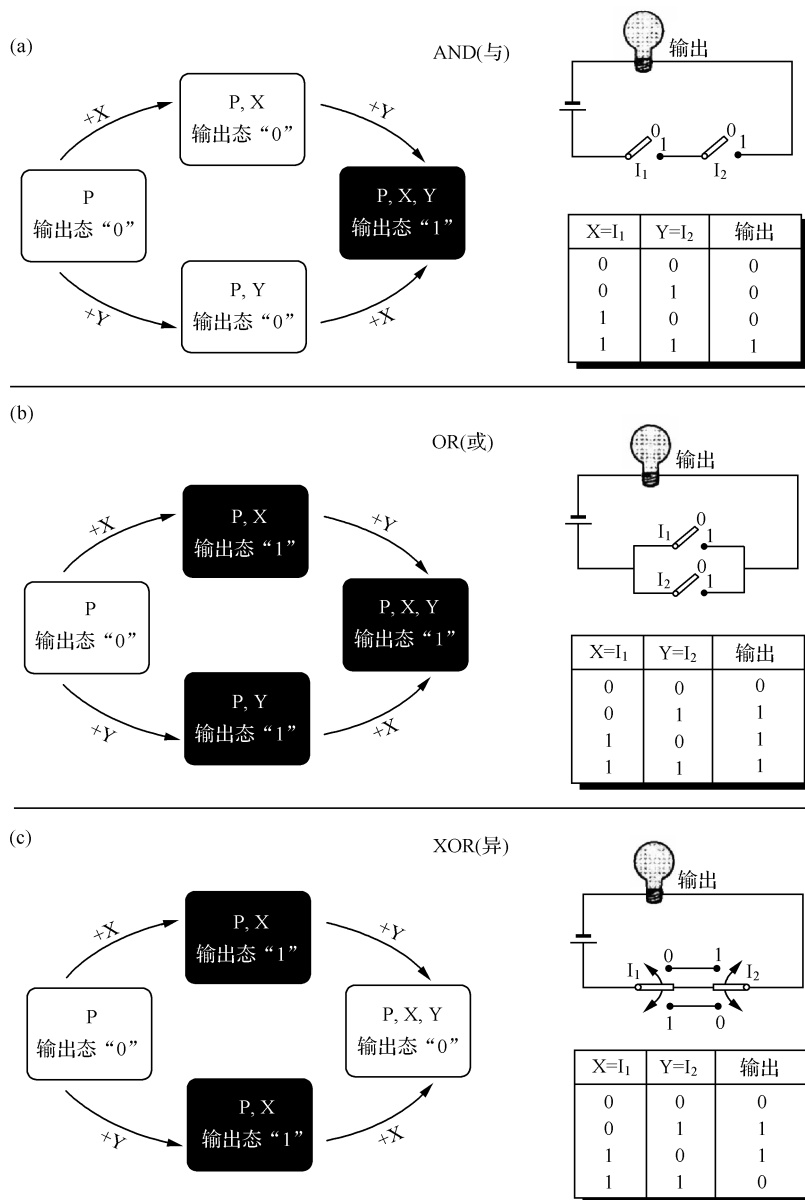 (a)
AND(与)
输出
+X
P, X
输出态“0”
+Y
P
输出态“0”
P, X, Y
输出态“1”
+Y
P, Y
输出态“0”
+X
0
1
I₁
0
1
I₂
X=I₁ Y=I₂ 输出
0 0 0
0 1 0
1 0 0
1 1 1
(b)
OR(或)
输出
+X
P, X
输出态“1”
+Y
P
输出态“0”
P, X, Y
输出态“1”
+Y
P, Y
输出态“1”
+X
I₁
0
1
I₂
0
1
X=I₁ Y=I₂ 输出
0 0 0
0 1 1
1 0 1
1 1 1
(c)
XOR(异)
输出
+X
P, X
输出态“1”
+Y
P
输出态“0”
P, X, Y
输出态“0”
+Y
P, X
输出态“1”
+X
0 1
I₁ I₂
1 0
X=I₁ Y=I₂ 输出
0 0 0
0 1 1
1 0 1
1 1 0